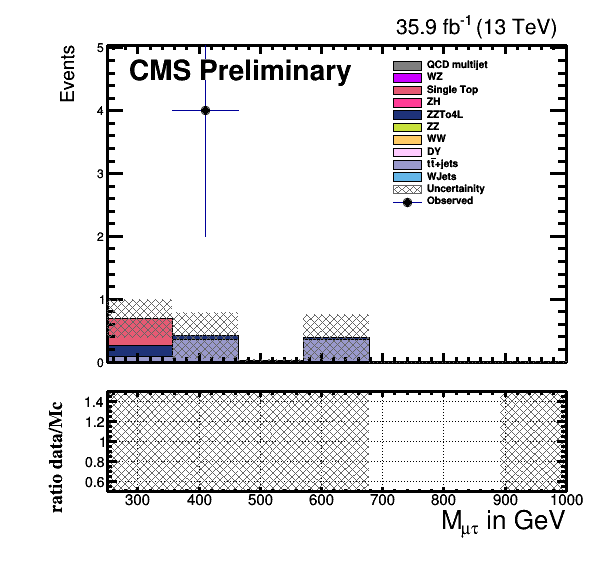 35.9 fb⁻¹ (13 TeV)
Events
CMS Preliminary
QCD multijet
WZ
Single Top
ZH
ZZTo4L
ZZ
WW
DY
tt̄+jets
WJets
Uncertainity
Observed
5
4
3
2
1
0
ratio data/Mc
1.4
1.2
1
0.8
0.6
300 400 500 600 700 800 900 1000
M_μτ in GeV